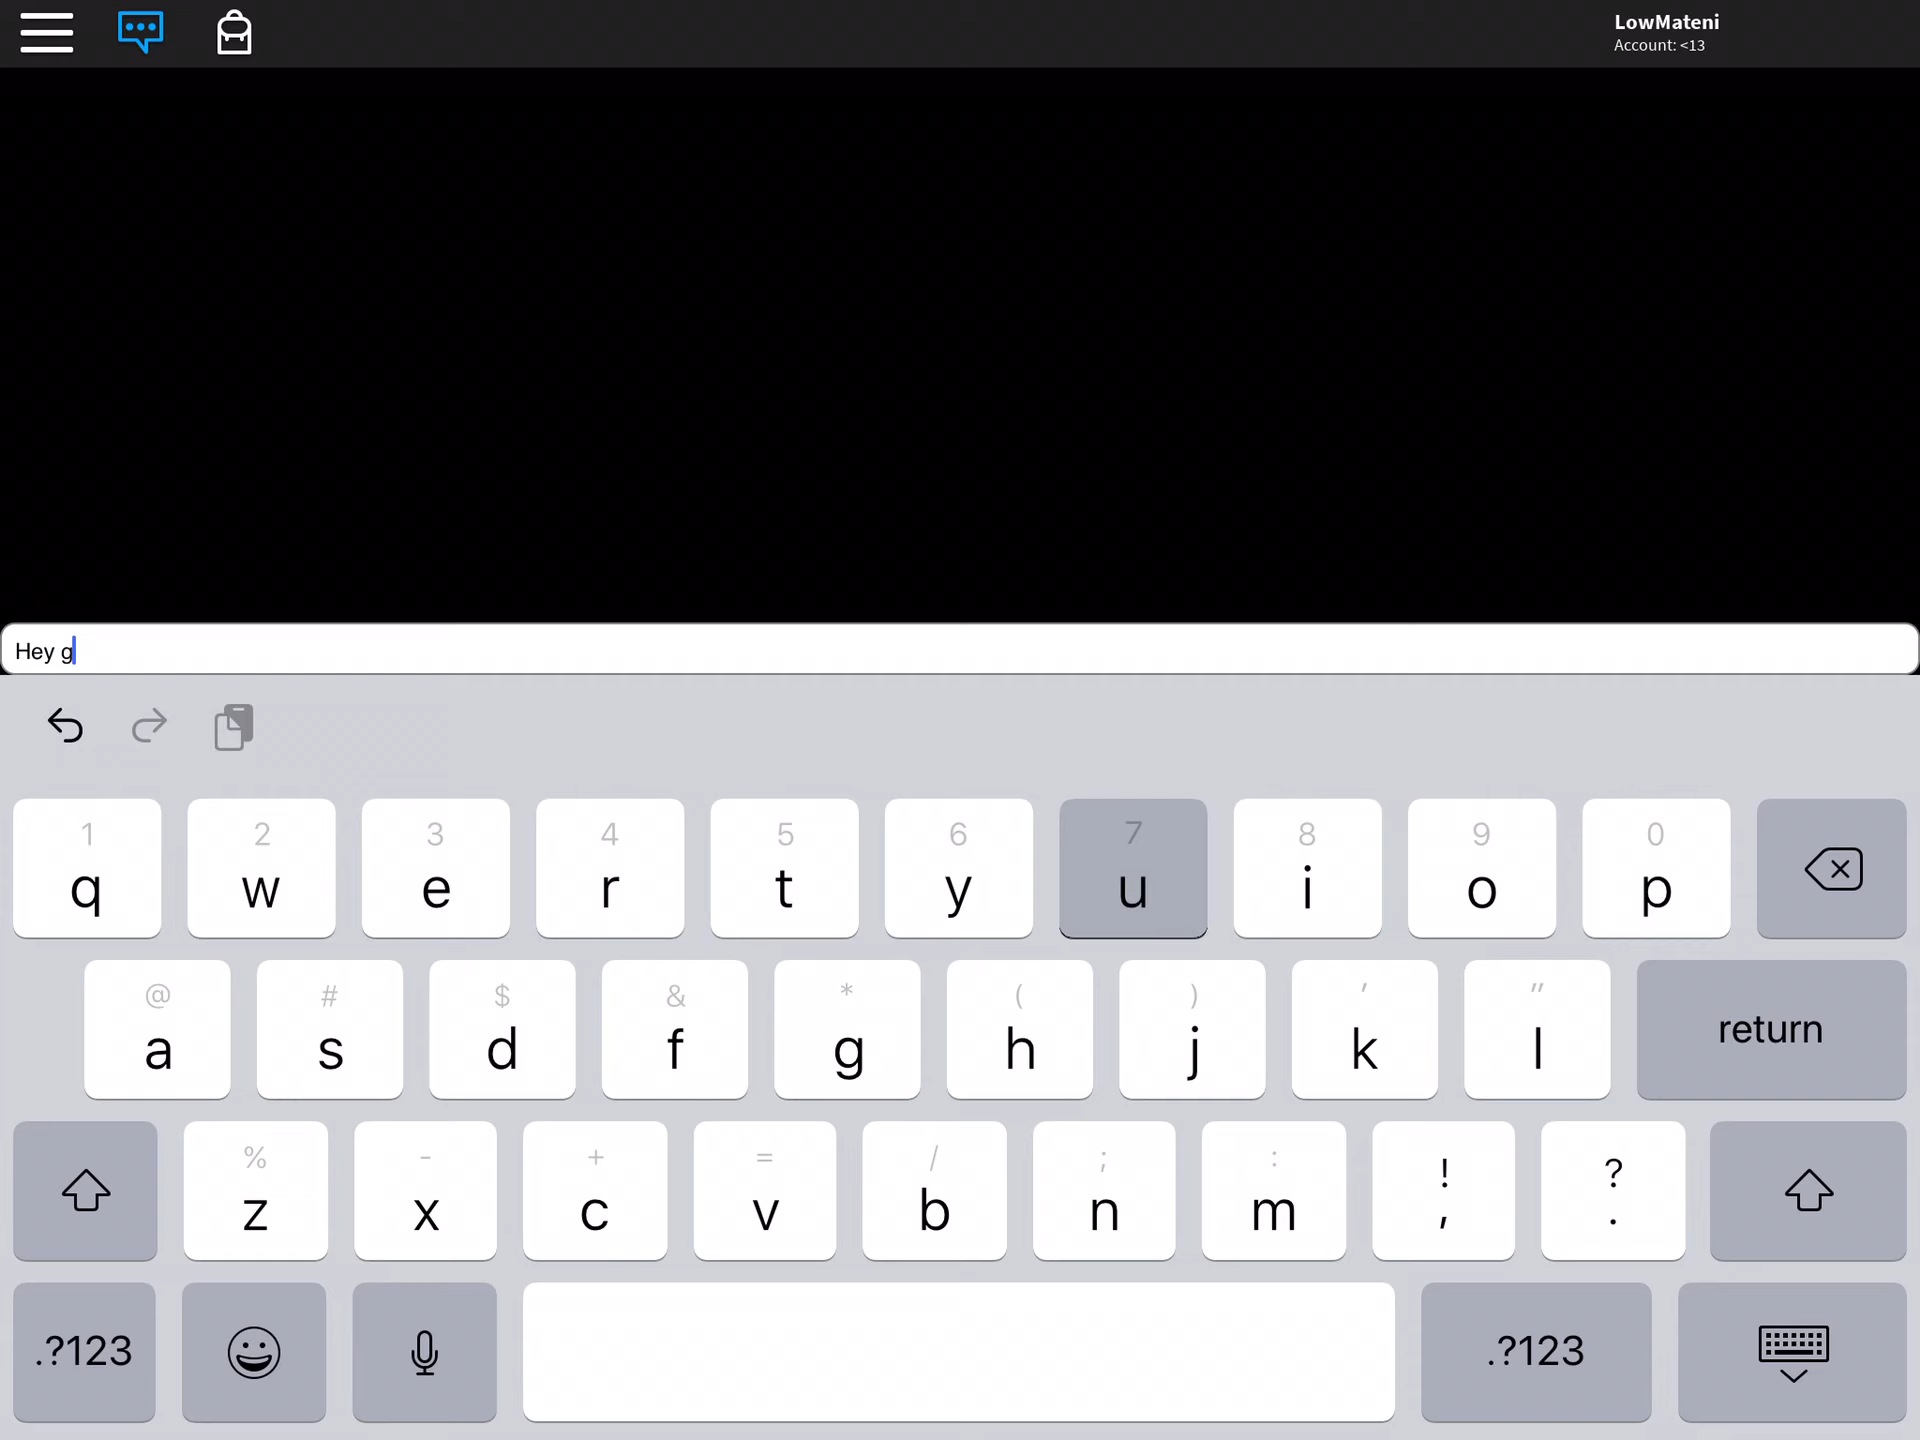 LowMateni
Account: <13
Hey g
1 2 3 4 5 6 7 8 9 0
q w e r t y u i o p
@ # $ & * ( ) ' "
a s d f g h j k l return
% - + = / ; : ! ?
z x c v b n m , .
.?123 .?123